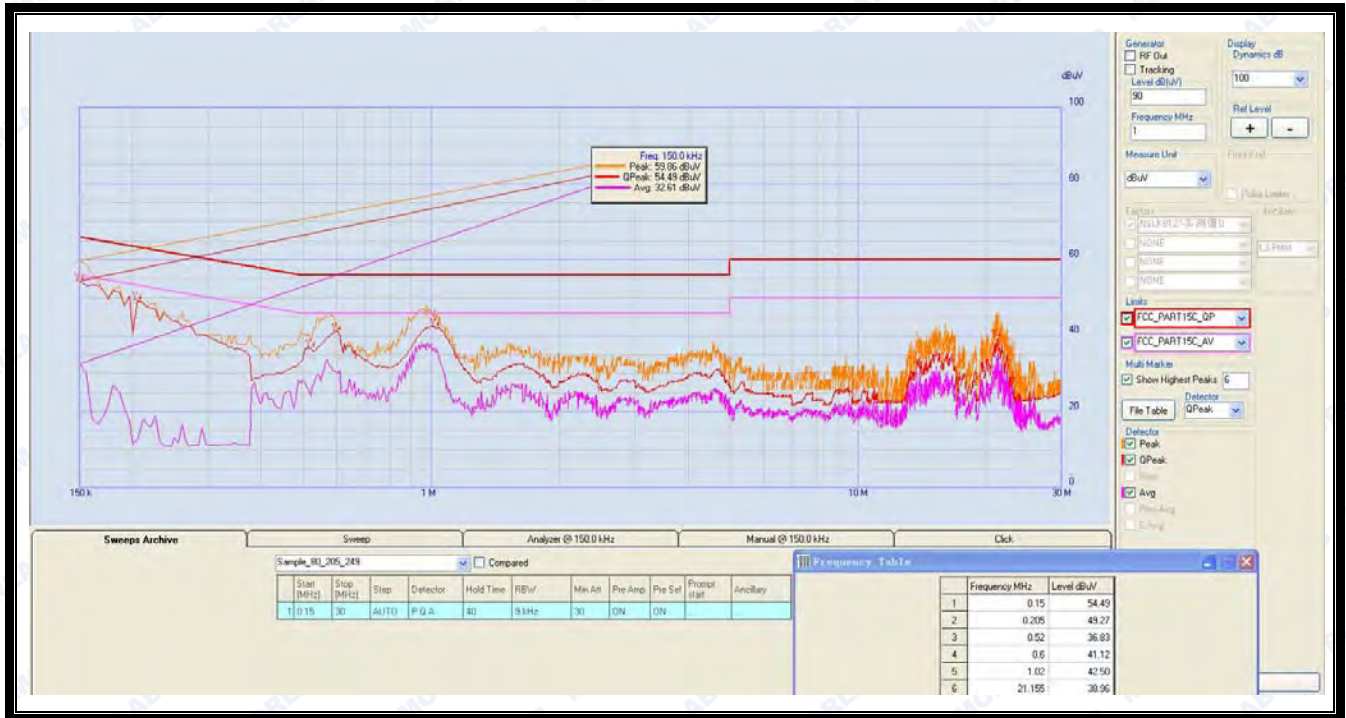 dBuV
100
80
60
40
20
0
150 k
1 M
10 M
30 M
Freq: 150.0 kHz
Peak: 59.86 dBuV
QPeak: 54.49 dBuV
Avg: 32.61 dBuV
Generator
RF Out
Tracking
Level dB(uV)
90
Frequency MHz
1
Display
Dynamics dB
100
Ref Level
+ -
Measure Unit
dBuV
Front End
Pulse Limiter
Factors
Ancillary
NONE
NONE
NONE
Limits
FCC_PART15C_QP
FCC_PART15C_AV
Multi Marker
Show Highest Peaks 6
File Table
Detector
QPeak
Detector
Peak
QPeak
Avg
Sweeps Archive Sweep Analyzer @ 150.0 kHz Manual @ 150.0 kHz Click
Sample_80_205_249 Compared
Start [MHz] Stop [MHz] Step Detector Hold Time RBW Min Att Pre Amp Pre Sel Prompt start Ancillary
1 0.15 30 AUTO P Q A 40 9 kHz 30 ON ON
Frequency Table
Frequency MHz Level dBuV
1 0.15 54.49
2 0.205 49.27
3 0.52 36.83
4 0.6 41.12
5 1.02 42.50
6 21.155 38.96